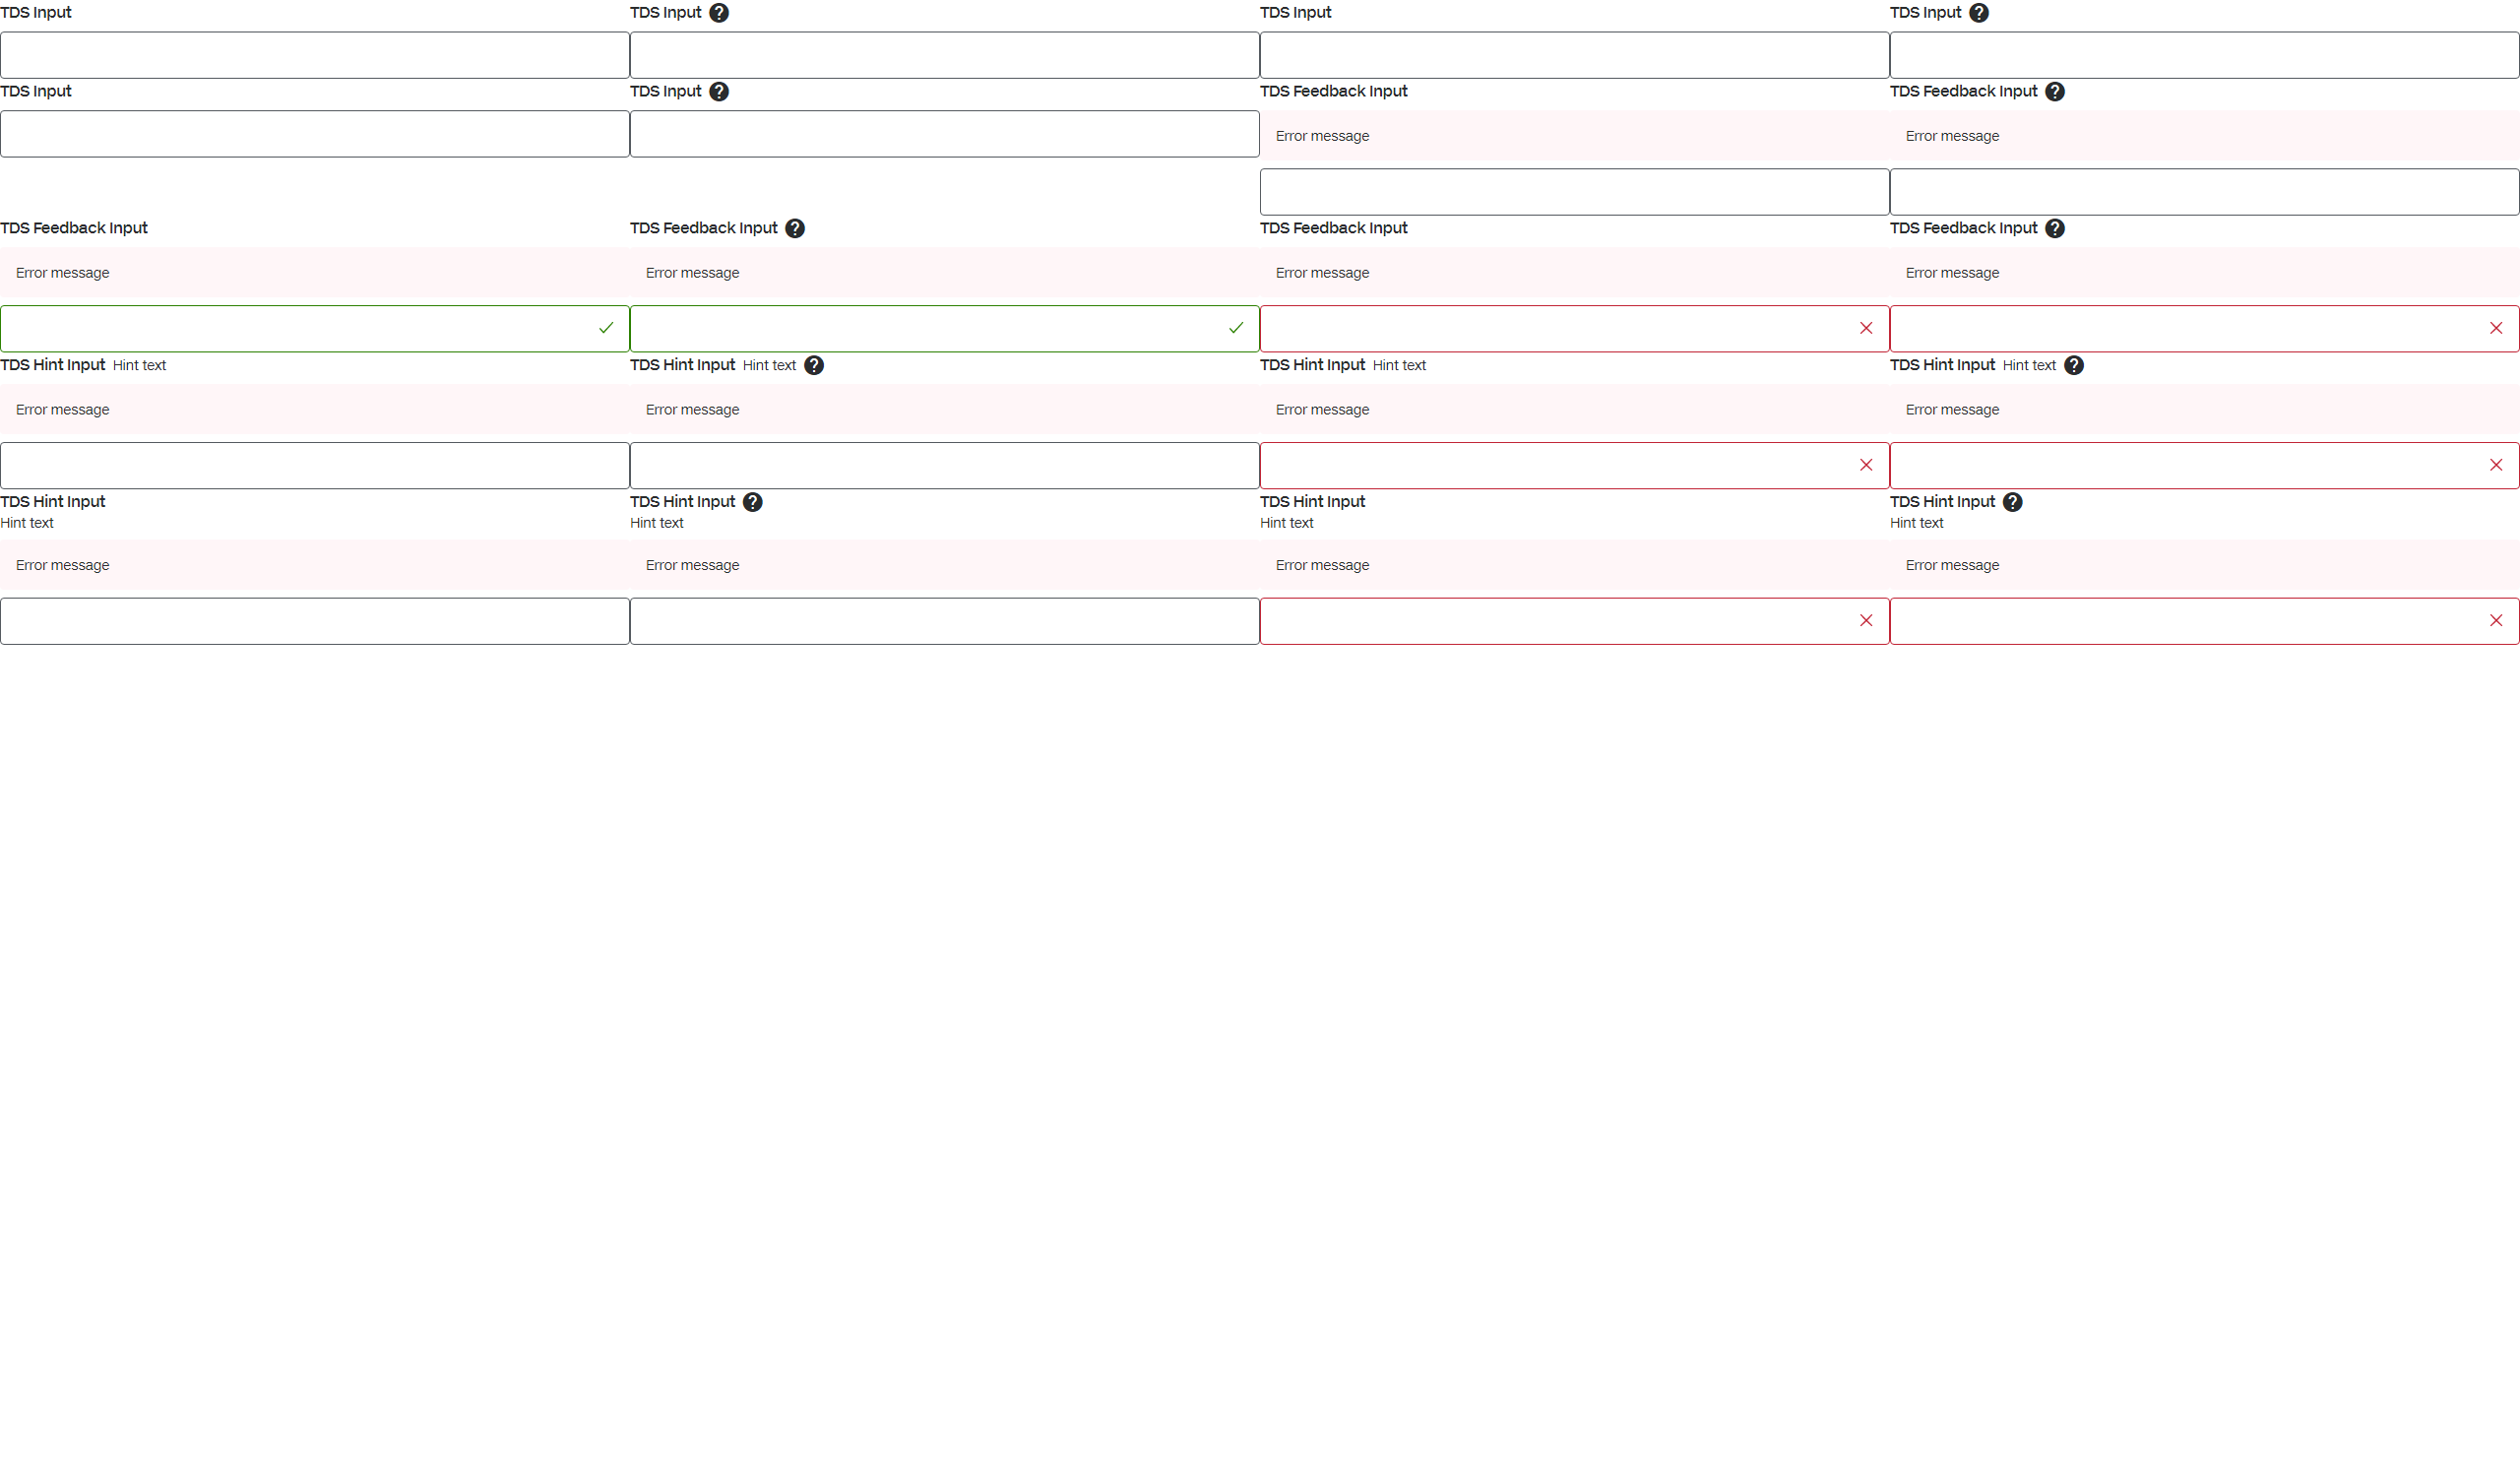 TDS Input TDS Input ? TDS Input TDS Input ?
TDS Input TDS Input ? TDS Feedback Input TDS Feedback Input ?
Error message Error message
TDS Feedback Input TDS Feedback Input ? TDS Feedback Input TDS Feedback Input ?
Error message Error message Error message Error message
TDS Hint Input Hint text TDS Hint Input Hint text ? TDS Hint Input Hint text TDS Hint Input Hint text ?
Error message Error message Error message Error message
TDS Hint Input TDS Hint Input ? TDS Hint Input TDS Hint Input ?
Hint text Hint text Hint text Hint text
Error message Error message Error message Error message